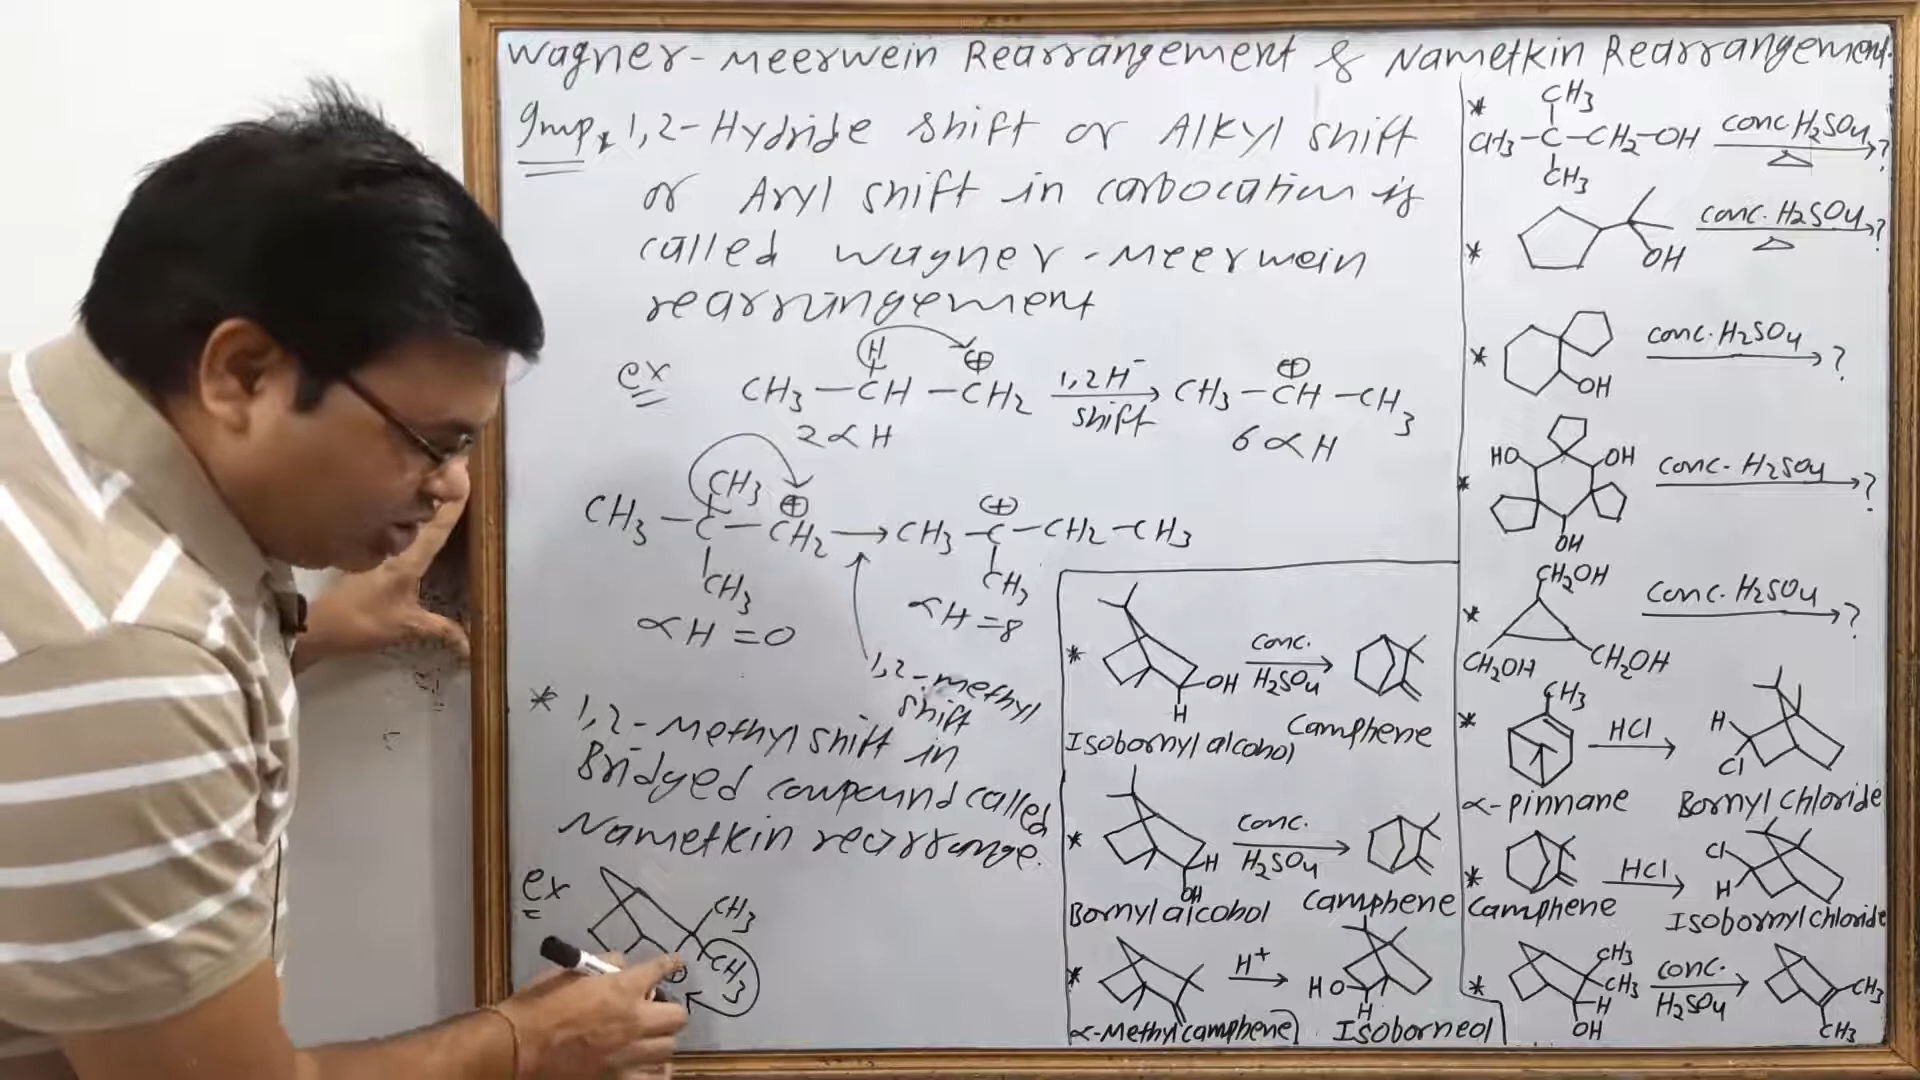 Wagner-Meerwein Rearrangement & Nametkin Rearrangement
Imp * 1,2-Hydride shift or Alkyl shift
or Aryl shift in carbocation is
called Wagner-Meerwein
rearrangement
ex
H ⊕ ⊕
CH3 — CH — CH2 1,2H⁻ shift → CH3 — CH — CH3
2αH 6αH
CH3 ⊕ (+)
CH3 — C — CH2 → CH3 — C — CH2 — CH3
CH3 CH3
αH = 0 αH = 8
1,2-methyl
shift
* 1,2-Methyl shift in
Bridged compound called
Nametkin rearrange.
ex
CH3
CH3
⊕
* OH conc. H2SO4 →
H
Isobornyl alcohol Camphene
* H conc. H2SO4 →
OH
Bornyl alcohol Camphene
* H+ → HO
H
α-Methylcamphene Isoborneol
* CH3
CH3-C-CH2-OH conc. H2SO4 △ → ?
CH3
* OH conc. H2SO4 △ → ?
* OH conc. H2SO4 → ?
* HO OH conc. H2SO4 → ?
OH
* CH2OH conc. H2SO4 → ?
CH2OH CH2OH
* CH3 HCl → H
Cl
α-pinnane Bornyl chloride
* HCl → Cl
H
Camphene Isobornyl chloride
* CH3
CH3 conc. H2SO4 → CH3
H
OH CH3